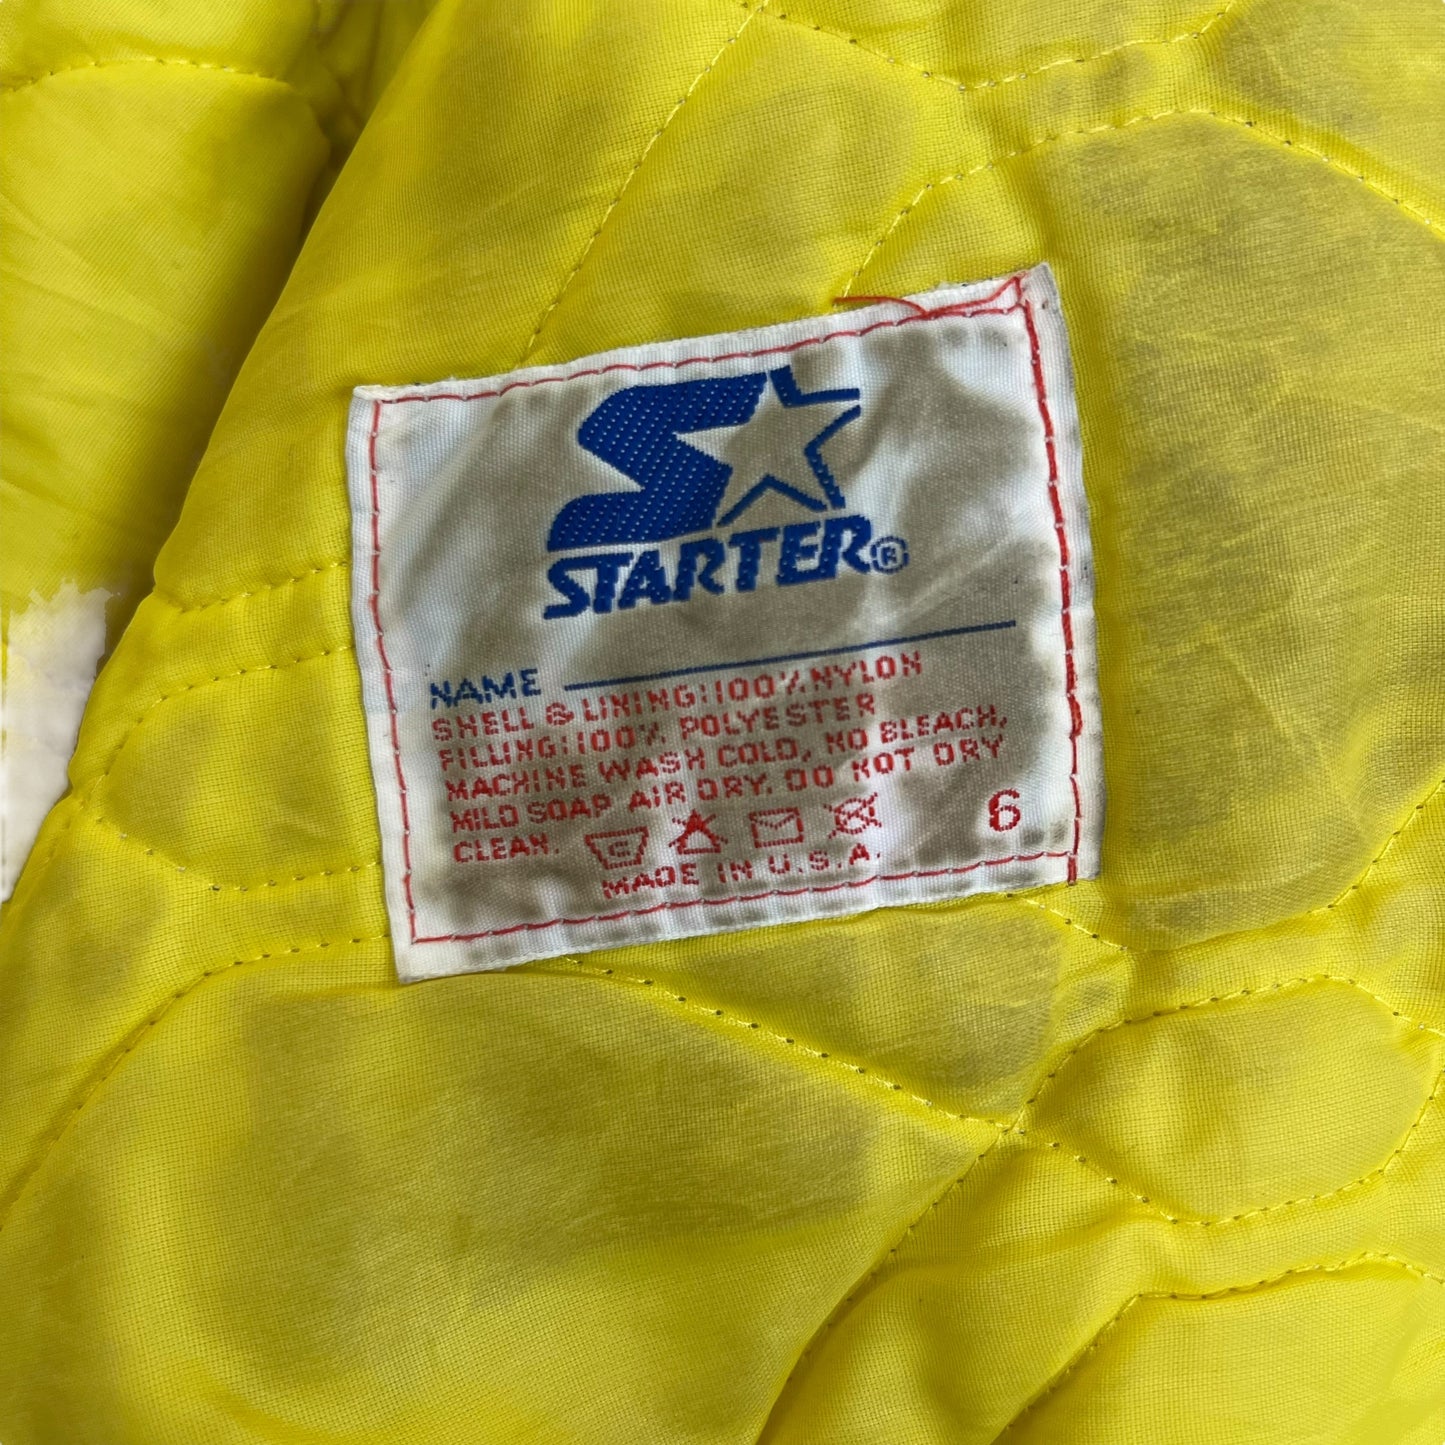 STARTER®
NAME
SHELL & LINING:100% NYLON
FILLING:100% POLYESTER
MACHINE WASH COLD, NO BLEACH,
MILD SOAP AIR DRY. DO NOT DRY
CLEAN.
6
MADE IN U.S.A.